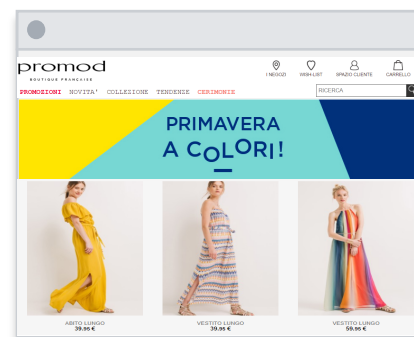 promod
BOUTIQUE FRANÇAISE
I NEGOZI WISH-LIST SPAZIO CLIENTE CARRELLO
PROMOZIONI NOVITA' COLLEZIONE TENDENZE CERIMONIE
RICERCA
PRIMAVERA
A COLORI!
ABITO LUNGO
39.95 €
VESTITO LUNGO
39,95 €
VESTITO LUNGO
59,95 €